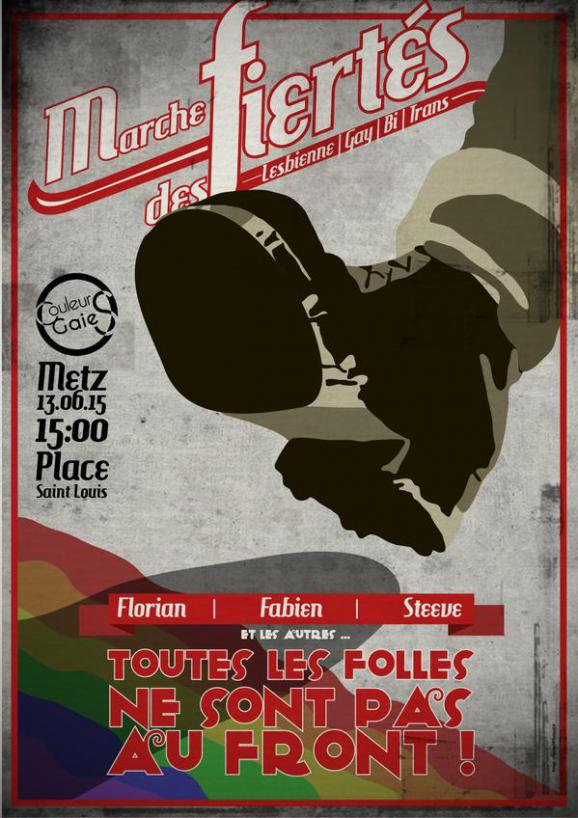 Marche
des
fiertés
Lesbienne | Gay | Bi | Trans
Couleurs
Gaies
Metz
13.06.15
15:00
Place
Saint Louis
Florian | Fabien | Steeve
ET LES AUTRES ...
TOUTES LES FOLLES
NE SONT PAS
AU FRONT !